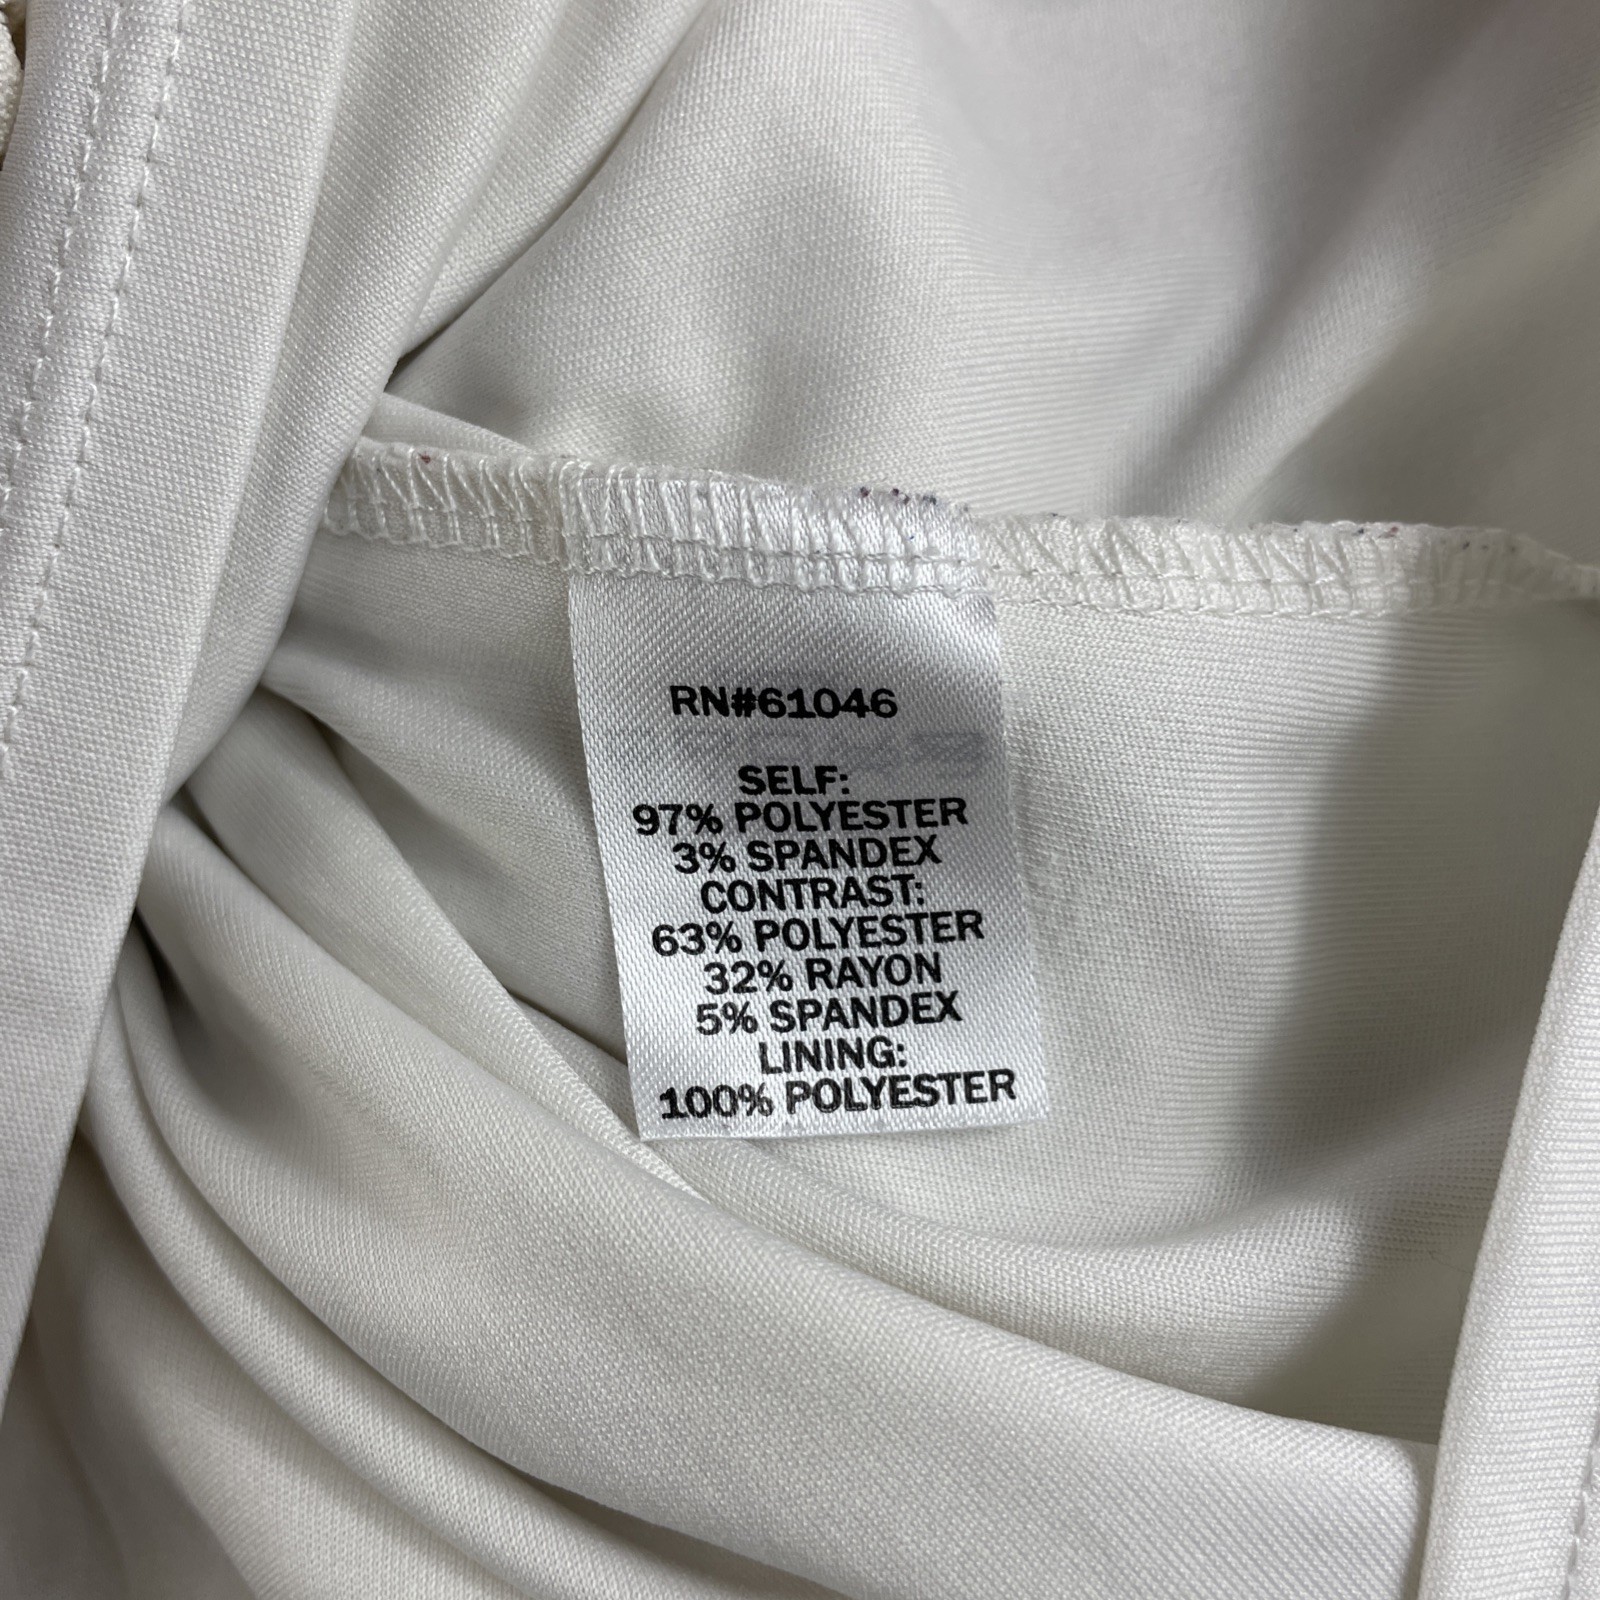 RN#61046
SELF:
97% POLYESTER
3% SPANDEX
CONTRAST:
63% POLYESTER
32% RAYON
5% SPANDEX
LINING:
100% POLYESTER